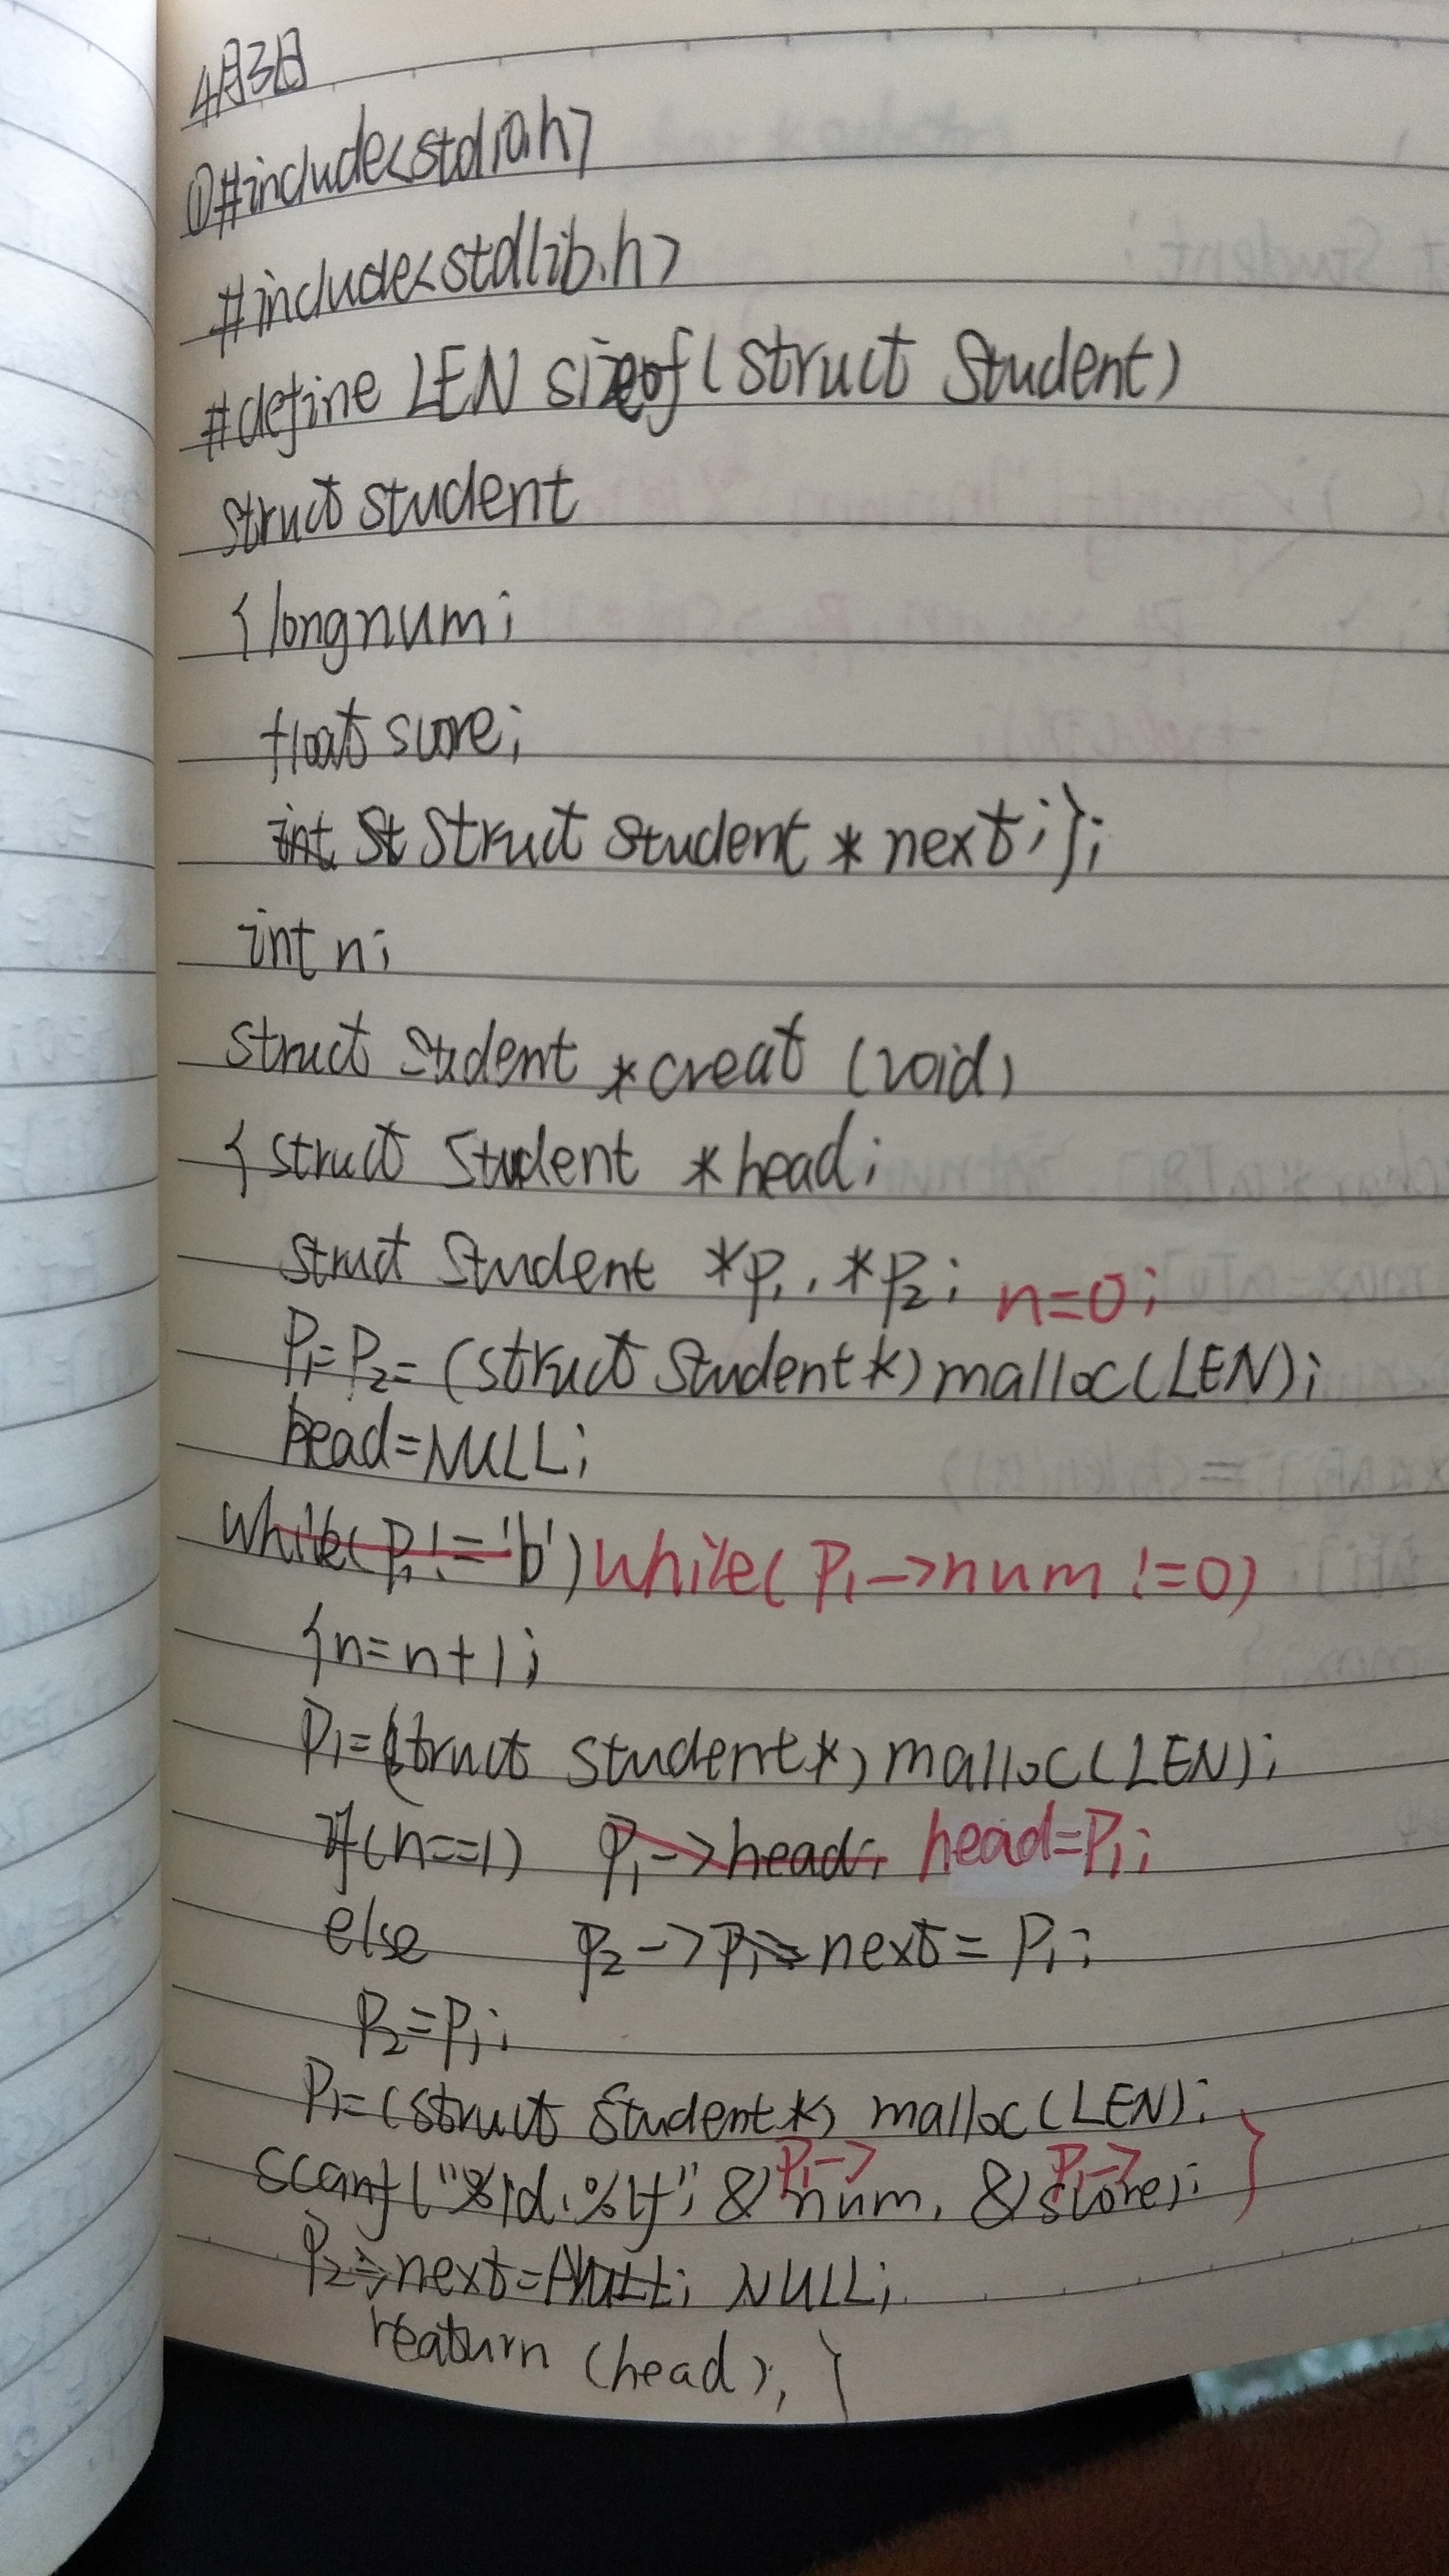 4月3日
①#include<stdio.h>
#include<stdlib.h>
#define LEN sizeof(struct Student)
struct student
{long num;
float score;
int St struct student * next;};
int n;
struct Student *creat (void)
{struct Student *head;
struct Student *p1, *p2; n=0;
P1=P2=(struct Student*)malloc(LEN);
head=NULL;
while(P1!='b')while(P1->num!=0)
{n=n+1;
P1=(struct student*)malloc(LEN);
if(n==1) P1->head; head=P1;
else P2->P1->next=P1;
P2=P1;
P1=(struct Student*) malloc(LEN);
scanf("%ld,%lf",&P1->num,&P1->score);}
P2->next=NULL; NULL;
reaturn (head);}